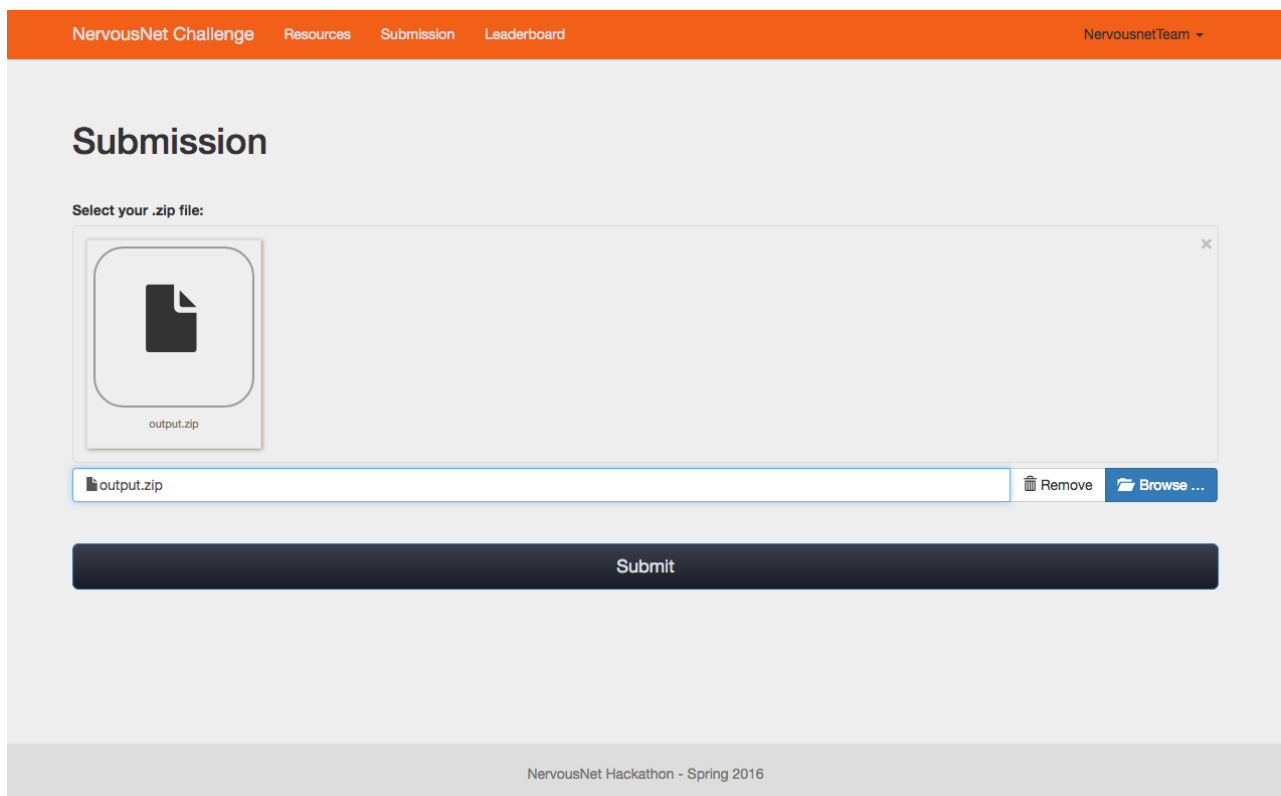 NervousNet Challenge Resources Submission Leaderboard NervousnetTeam
Submission
Select your .zip file:
×
output.zip
output.zip Remove Browse ...
Submit
NervousNet Hackathon - Spring 2016